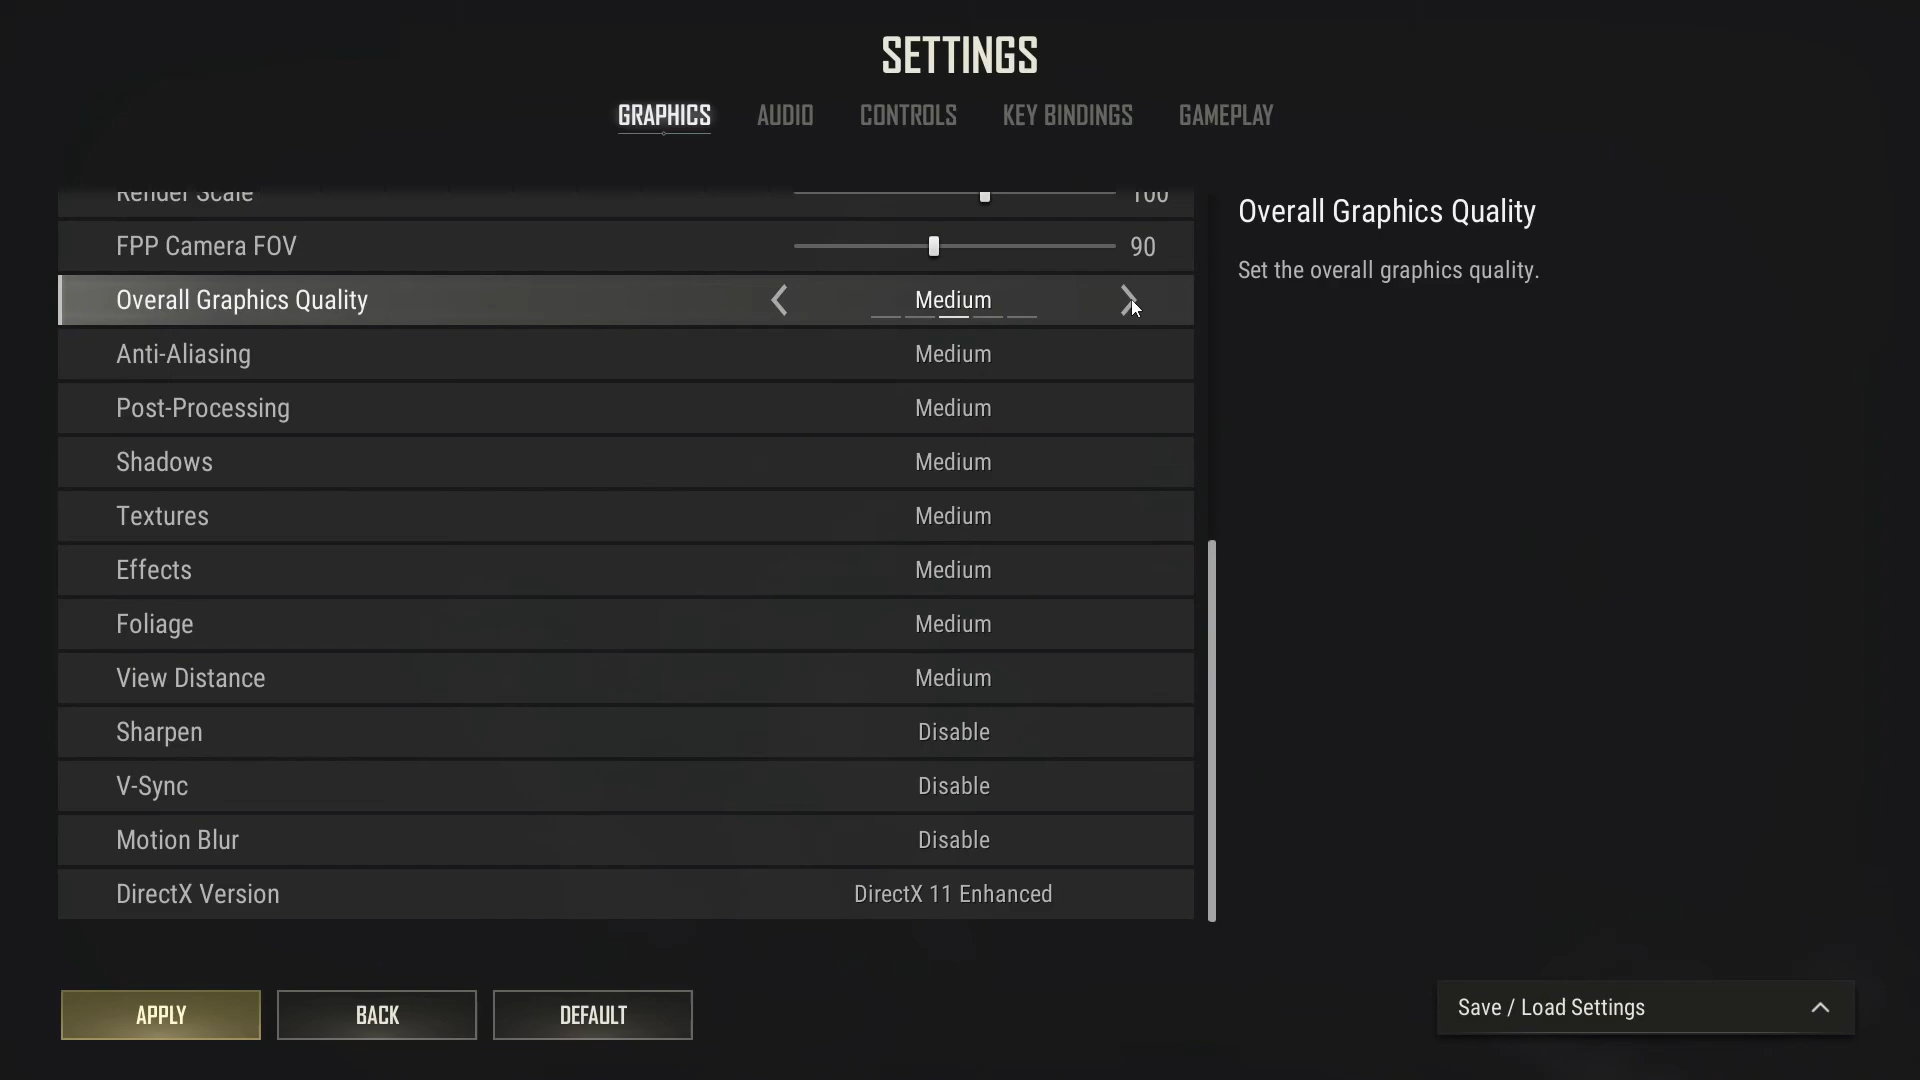 SETTINGS
GRAPHICS AUDIO CONTROLS KEY BINDINGS GAMEPLAY
Render Scale 100
FPP Camera FOV 90
Overall Graphics Quality Medium
Anti-Aliasing Medium
Post-Processing Medium
Shadows Medium
Textures Medium
Effects Medium
Foliage Medium
View Distance Medium
Sharpen Disable
V-Sync Disable
Motion Blur Disable
DirectX Version DirectX 11 Enhanced
Overall Graphics Quality
Set the overall graphics quality.
APPLY BACK DEFAULT
Save / Load Settings